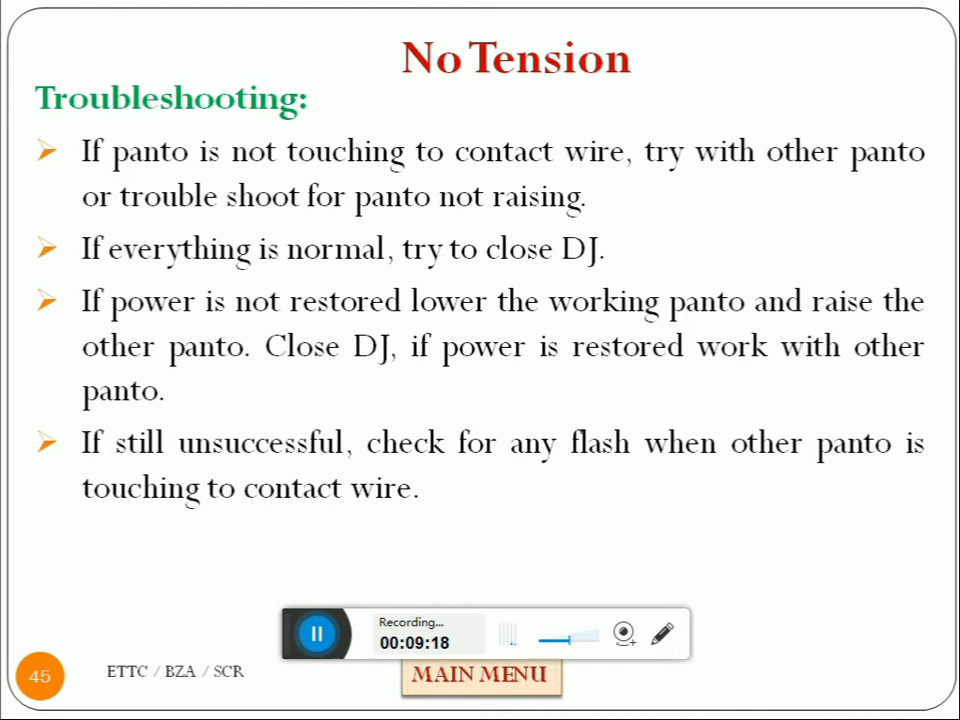 No Tension
Troubleshooting:
If panto is not touching to contact wire, try with other panto
or trouble shoot for panto not raising.
If everything is normal, try to close DJ.
If power is not restored lower the working panto and raise the
other panto. Close DJ, if power is restored work with other
panto.
If still unsuccessful, check for any flash when other panto is
touching to contact wire.
Recording...
00:09:18
45
ETTC / BZA / SCR
MAIN MENU